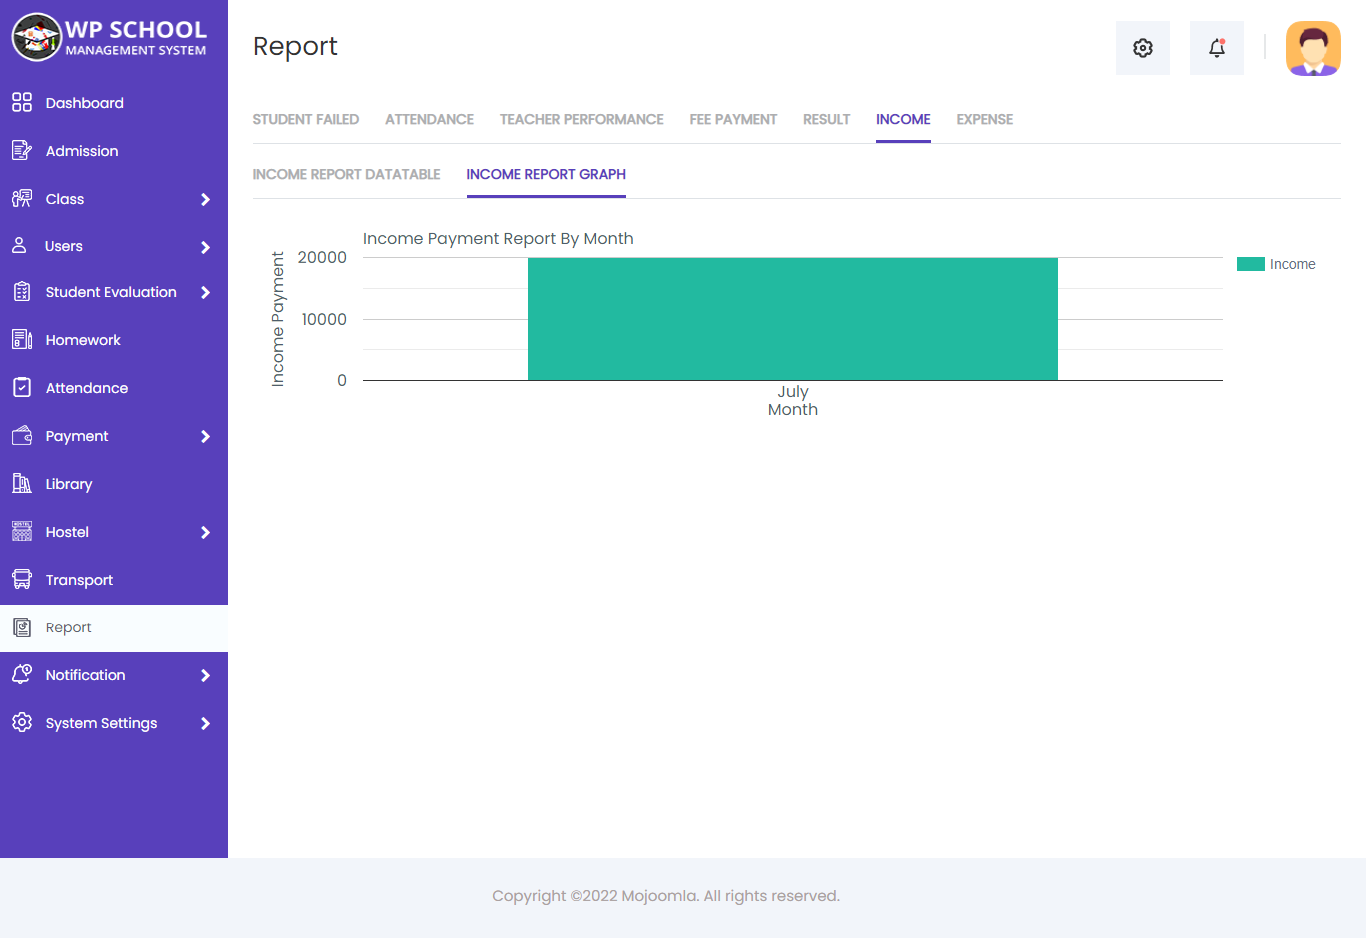 WP SCHOOL
MANAGEMENT SYSTEM
Dashboard
Admission
Class
Users
Student Evaluation
Homework
Attendance
Payment
Library
HOSTEL
Hostel
Transport
Report
Notification
System Settings
Report
STUDENT FAILED ATTENDANCE TEACHER PERFORMANCE FEE PAYMENT RESULT INCOME EXPENSE
INCOME REPORT DATATABLE INCOME REPORT GRAPH
Income Payment Report By Month
Income Payment
20000
10000
0
July
Month
Income
Copyright ©2022 Mojoomla. All rights reserved.